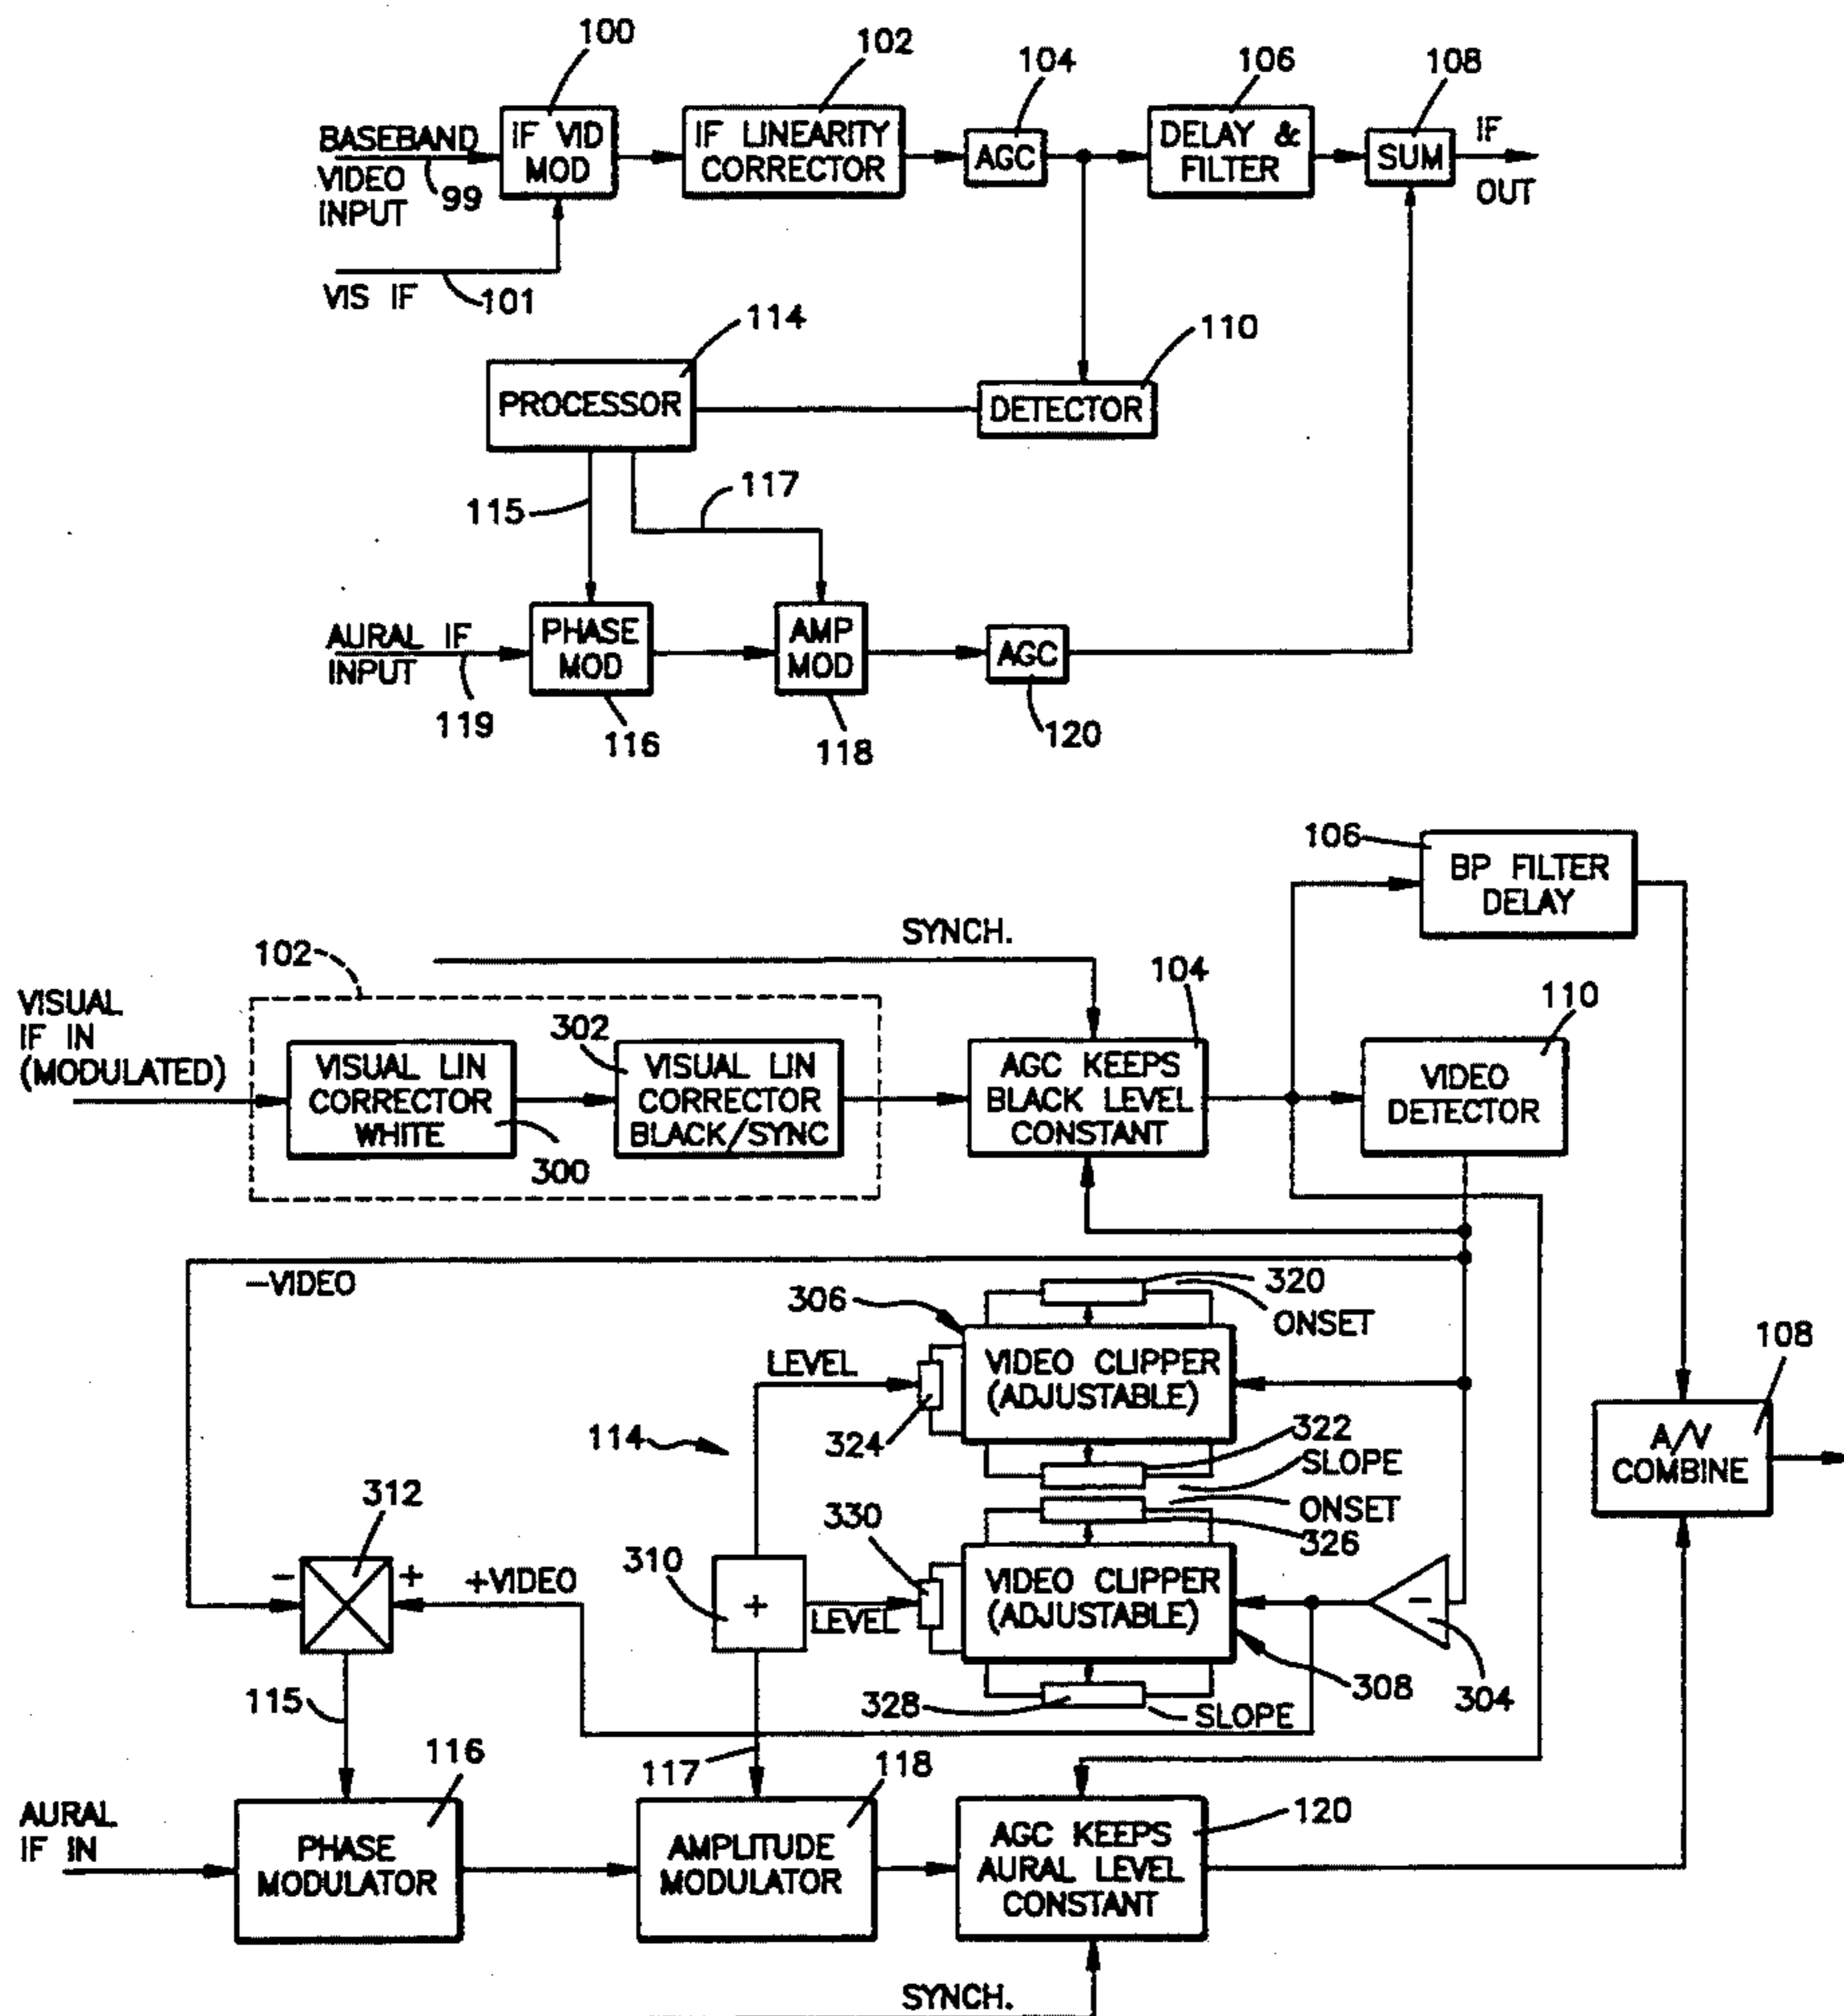 100
102
104
106
108
BASEBAND
VIDEO
INPUT
99
IF VID
MOD
IF LINEARITY
CORRECTOR
AGC
DELAY &
FILTER
SUM
IF
OUT
VIS IF
101
114
110
PROCESSOR
DETECTOR
115
117
AURAL IF
INPUT
119
PHASE
MOD
116
AMP
MOD
118
AGC
120
106
BP FILTER
DELAY
SYNCH.
102
104
110
VISUAL
IF IN
(MODULATED)
VISUAL LIN
CORRECTOR
WHITE
300
302
VISUAL LIN
CORRECTOR
BLACK/SYNC
AGC KEEPS
BLACK LEVEL
CONSTANT
VIDEO
DETECTOR
-VIDEO
306
320
ONSET
LEVEL
VIDEO CLIPPER
(ADJUSTABLE)
324
114
322
SLOPE
108
A/V
COMBINE
312
330
ONSET
326
- +
+VIDEO
310
+
LEVEL
VIDEO CLIPPER
(ADJUSTABLE)
-
304
308
328
SLOPE
115
116
117
118
120
AURAL
IF IN
PHASE
MODULATOR
AMPLITUDE
MODULATOR
AGC KEEPS
AURAL LEVEL
CONSTANT
SYNCH.